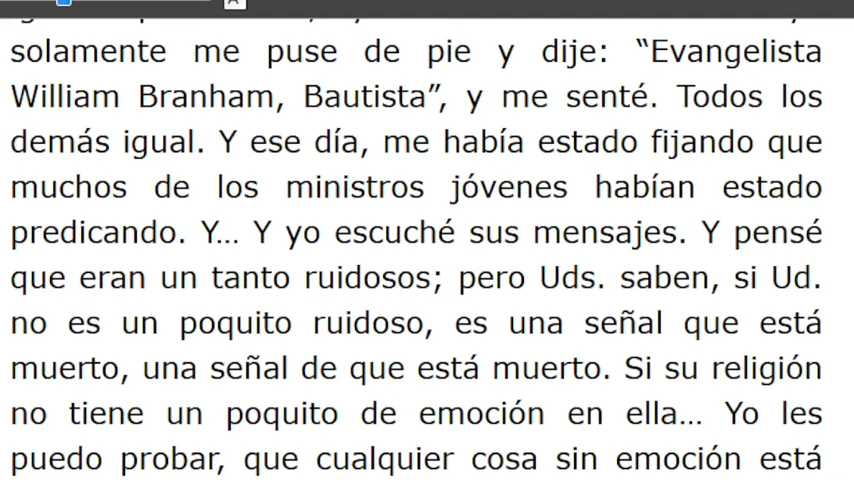 solamente me puse de pie y dije: “Evangelista
William Branham, Bautista”, y me senté. Todos los
demás igual. Y ese día, me había estado fijando que
muchos de los ministros jóvenes habían estado
predicando. Y… Y yo escuché sus mensajes. Y pensé
que eran un tanto ruidosos; pero Uds. saben, si Ud.
no es un poquito ruidoso, es una señal que está
muerto, una señal de que está muerto. Si su religión
no tiene un poquito de emoción en ella… Yo les
puedo probar, que cualquier cosa sin emoción está